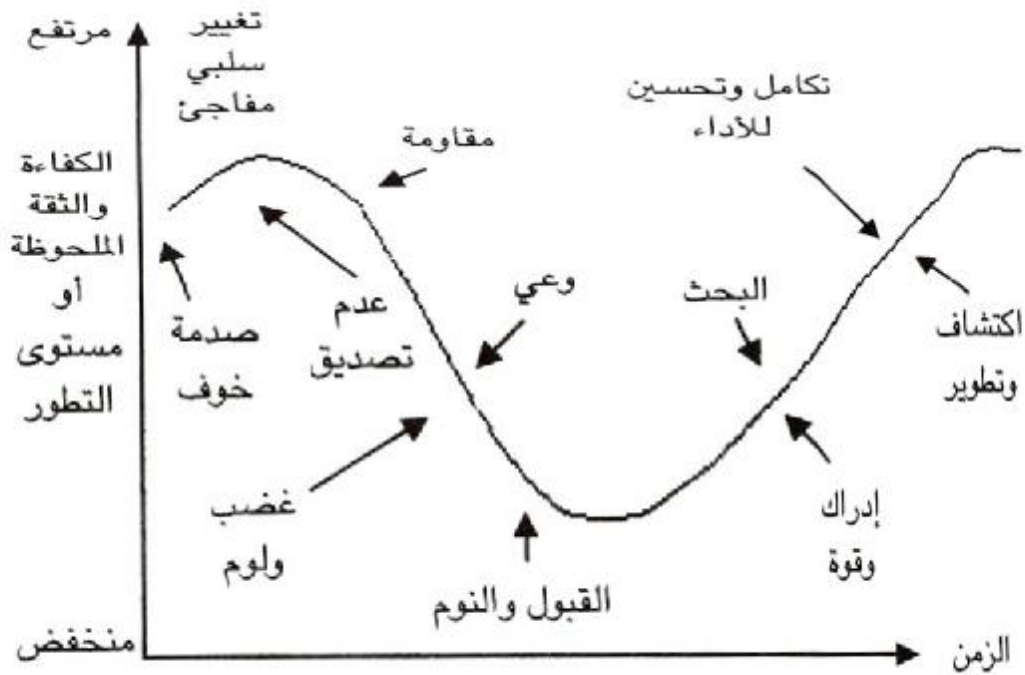 مرتفع
تغيير
سلبي
مفاجئ
تكامل وتحسين
للأداء
مقاومة
الكفاءة
والثقة
الملحوظة
أو
مستوى
التطور
صدمة
خوف
عدم
تصديق
وعي
البحث
اكتشاف
وتطوير
غضب
ولوم
القبول والنوم
إدراك
وقوة
منخفض
الزمن